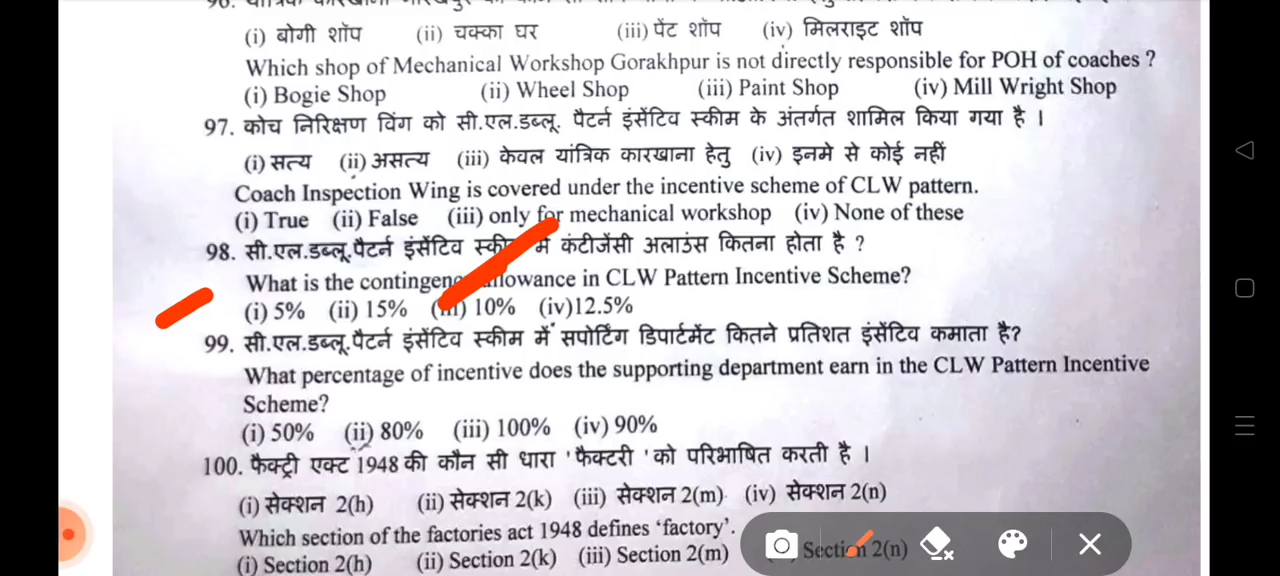 (i) बोगी शॉप (ii) चक्का घर (iii) पेंट शॉप (iv) मिलराइट शॉप
Which shop of Mechanical Workshop Gorakhpur is not directly responsible for POH of coaches ?
(i) Bogie Shop (ii) Wheel Shop (iii) Paint Shop (iv) Mill Wright Shop
97. कोच निरिक्षण विंग को सी.एल.डब्लू. पैटर्न इंसेंटिव स्कीम के अंतर्गत शामिल किया गया है ।
(i) सत्य (ii) असत्य (iii) केवल यांत्रिक कारखाना हेतु (iv) इनमे से कोई नहीं
Coach Inspection Wing is covered under the incentive scheme of CLW pattern.
(i) True (ii) False (iii) only for mechanical workshop (iv) None of these
98. सी.एल.डब्लू.पैटर्न इंसेंटिव स्कीम में कंटीजेंसी अलाउंस कितना होता है ?
What is the contingency allowance in CLW Pattern Incentive Scheme?
(i) 5% (ii) 15% (iii) 10% (iv)12.5%
99. सी.एल.डब्लू.पैटर्न इंसेंटिव स्कीम में सपोर्टिंग डिपार्टमेंट कितने प्रतिशत इंसेंटिव कमाता है?
What percentage of incentive does the supporting department earn in the CLW Pattern Incentive
Scheme?
(i) 50% (ii) 80% (iii) 100% (iv) 90%
100. फैक्ट्री एक्ट 1948 की कौन सी धारा 'फैक्टरी ' को परिभाषित करती है ।
(i) सेक्शन 2(h) (ii) सेक्शन 2(k) (iii) सेक्शन 2(m) (iv) सेक्शन 2(n)
Which section of the factories act 1948 defines ‘factory’.
(i) Section 2(h) (ii) Section 2(k) (iii) Section 2(m) Section 2(n)